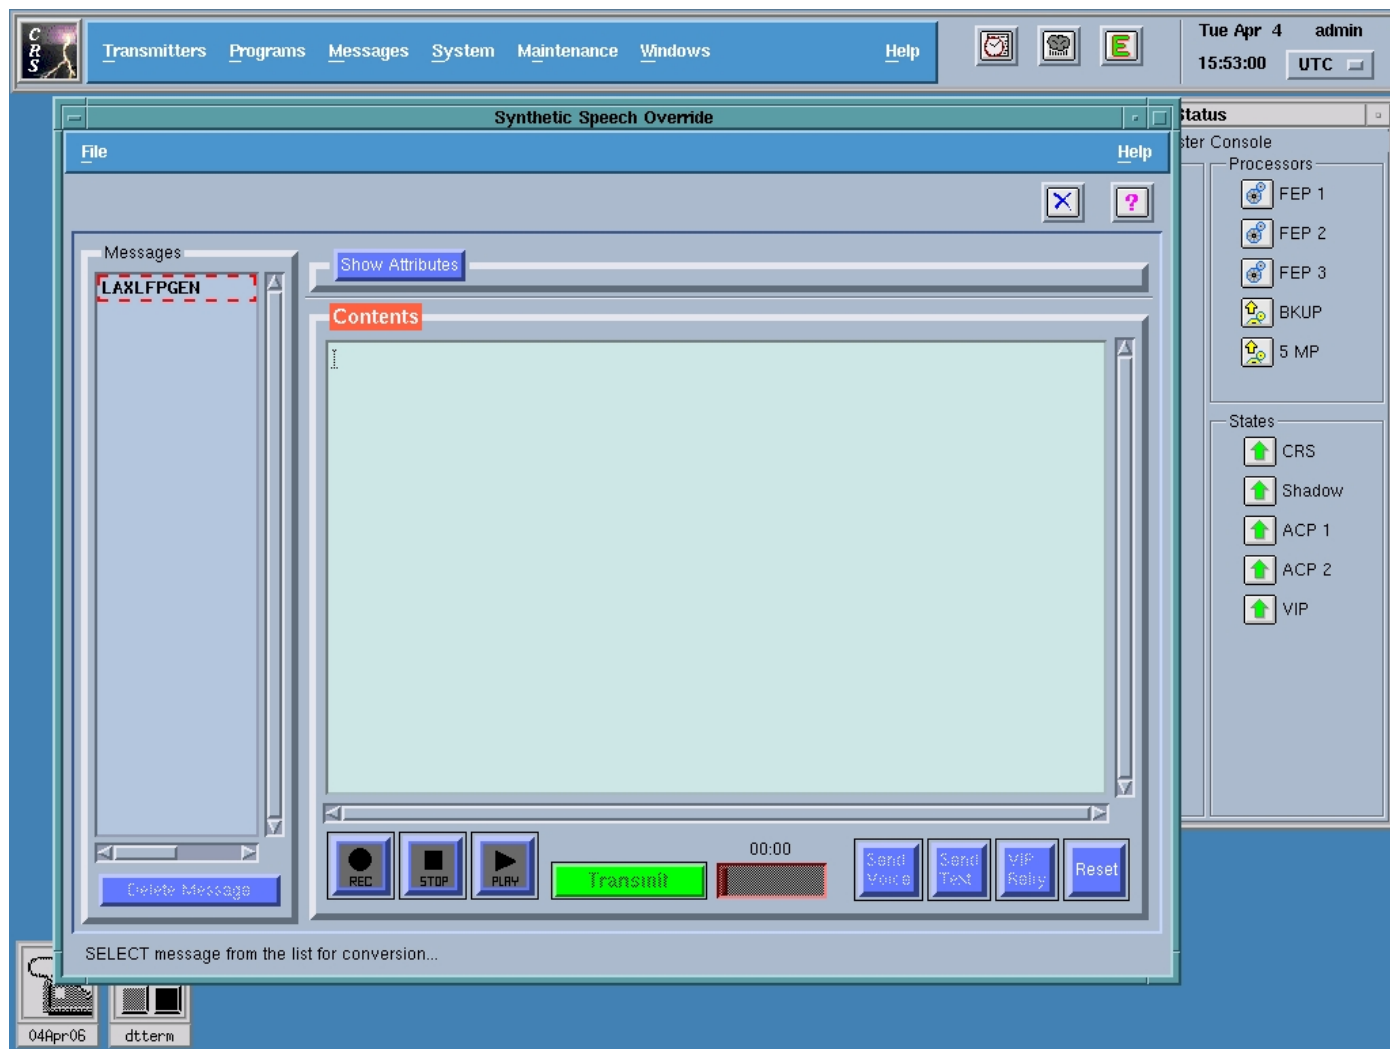 CRS
Transmitters Programs Messages System Maintenance Windows Help
E
Tue Apr 4 admin
15:53:00 UTC
Synthetic Speech Override
File Help
?
Messages
LAXLFPGEN
Delete Message
Show Attributes
Contents
REC
STOP
PLAY
Transmit
00:00
Send Voice
Send Text
VIP
Reset
SELECT message from the list for conversion...
Status
ster Console
Processors
FEP 1
FEP 2
FEP 3
BKUP
5 MP
States
CRS
Shadow
ACP 1
ACP 2
VIP
04Apr06
dtterm